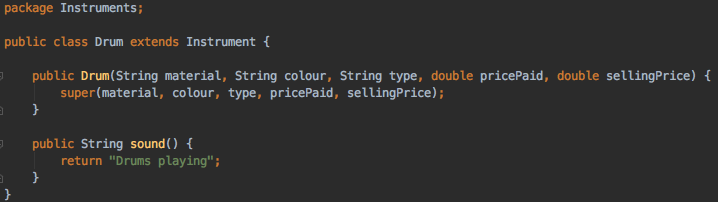 package Instruments;
public class Drum extends Instrument {
public Drum(String material, String colour, String type, double pricePaid, double sellingPrice) {
super(material, colour, type, pricePaid, sellingPrice);
}
public String sound() {
return "Drums playing";
}
}